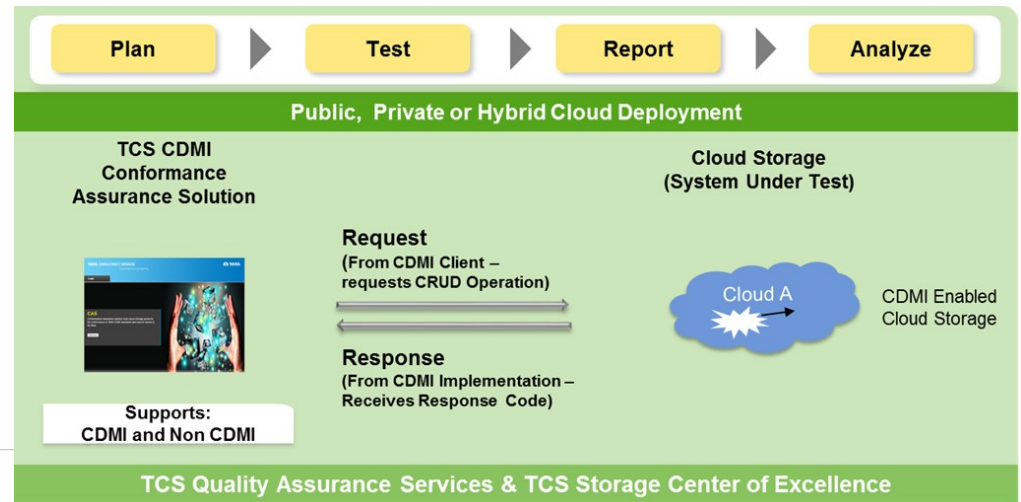 Plan
Test
Report
Analyze
Public, Private or Hybrid Cloud Deployment
TCS CDMI
Conformance
Assurance Solution
Cloud Storage
(System Under Test)
Request
(From CDMI Client –
requests CRUD Operation)
Cloud A
CDMI Enabled
Cloud Storage
Response
(From CDMI Implementation –
Receives Response Code)
Supports:
CDMI and Non CDMI
TCS Quality Assurance Services & TCS Storage Center of Excellence